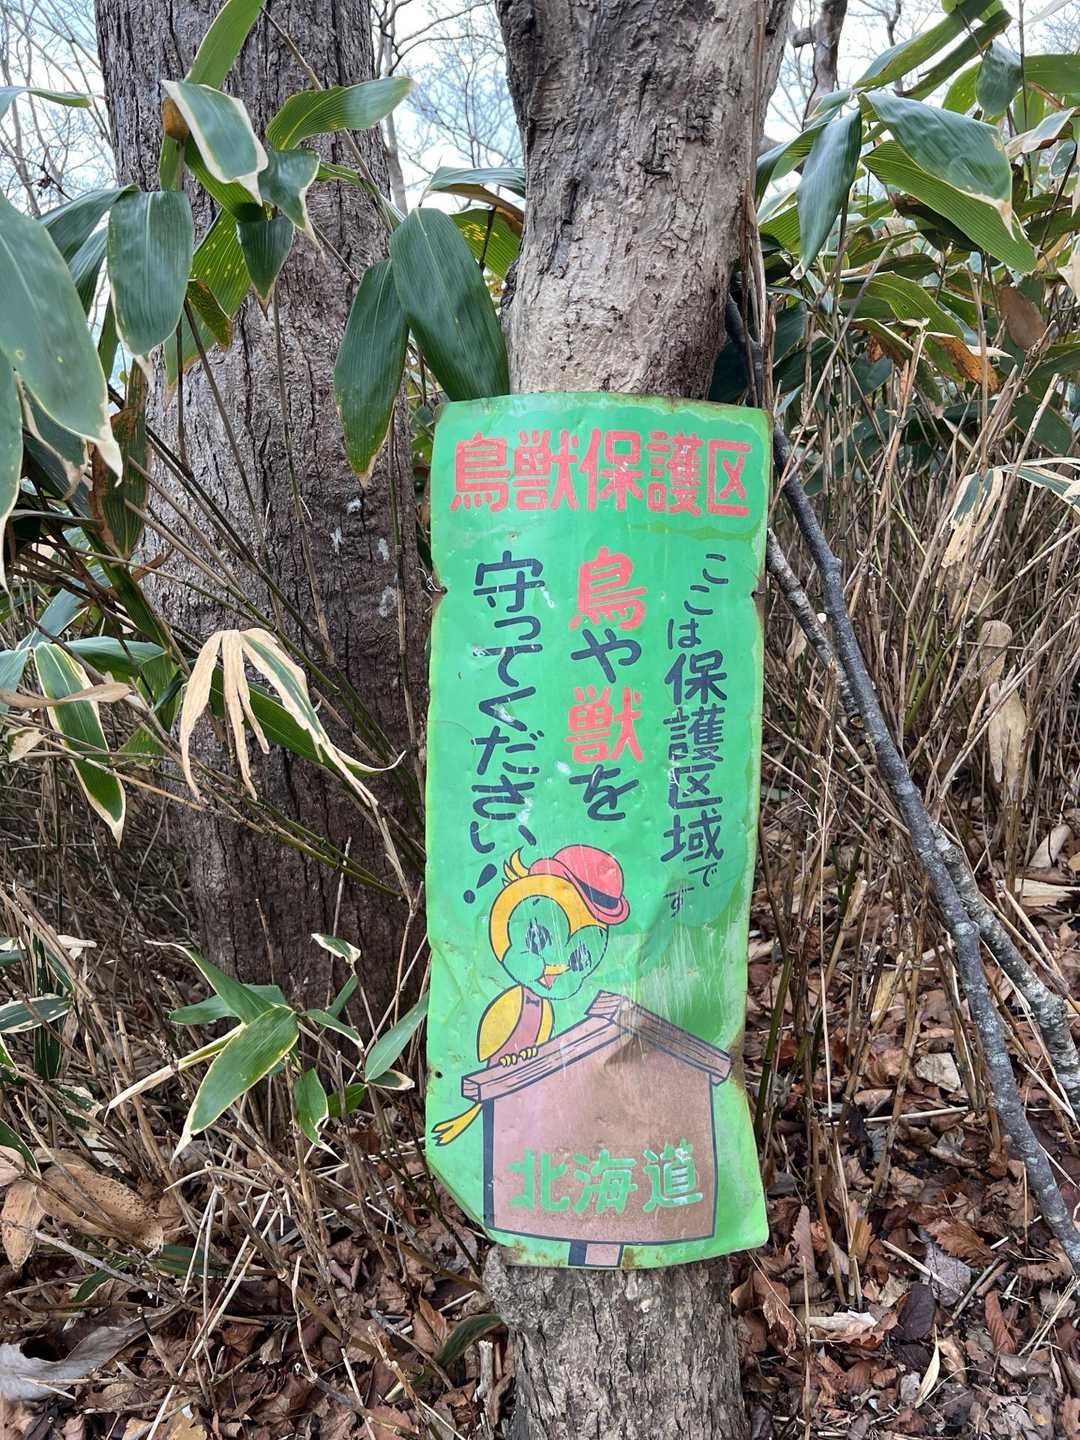 鳥獣保護区
ここは保護区域です
鳥や獣を
守ってください!
北海道